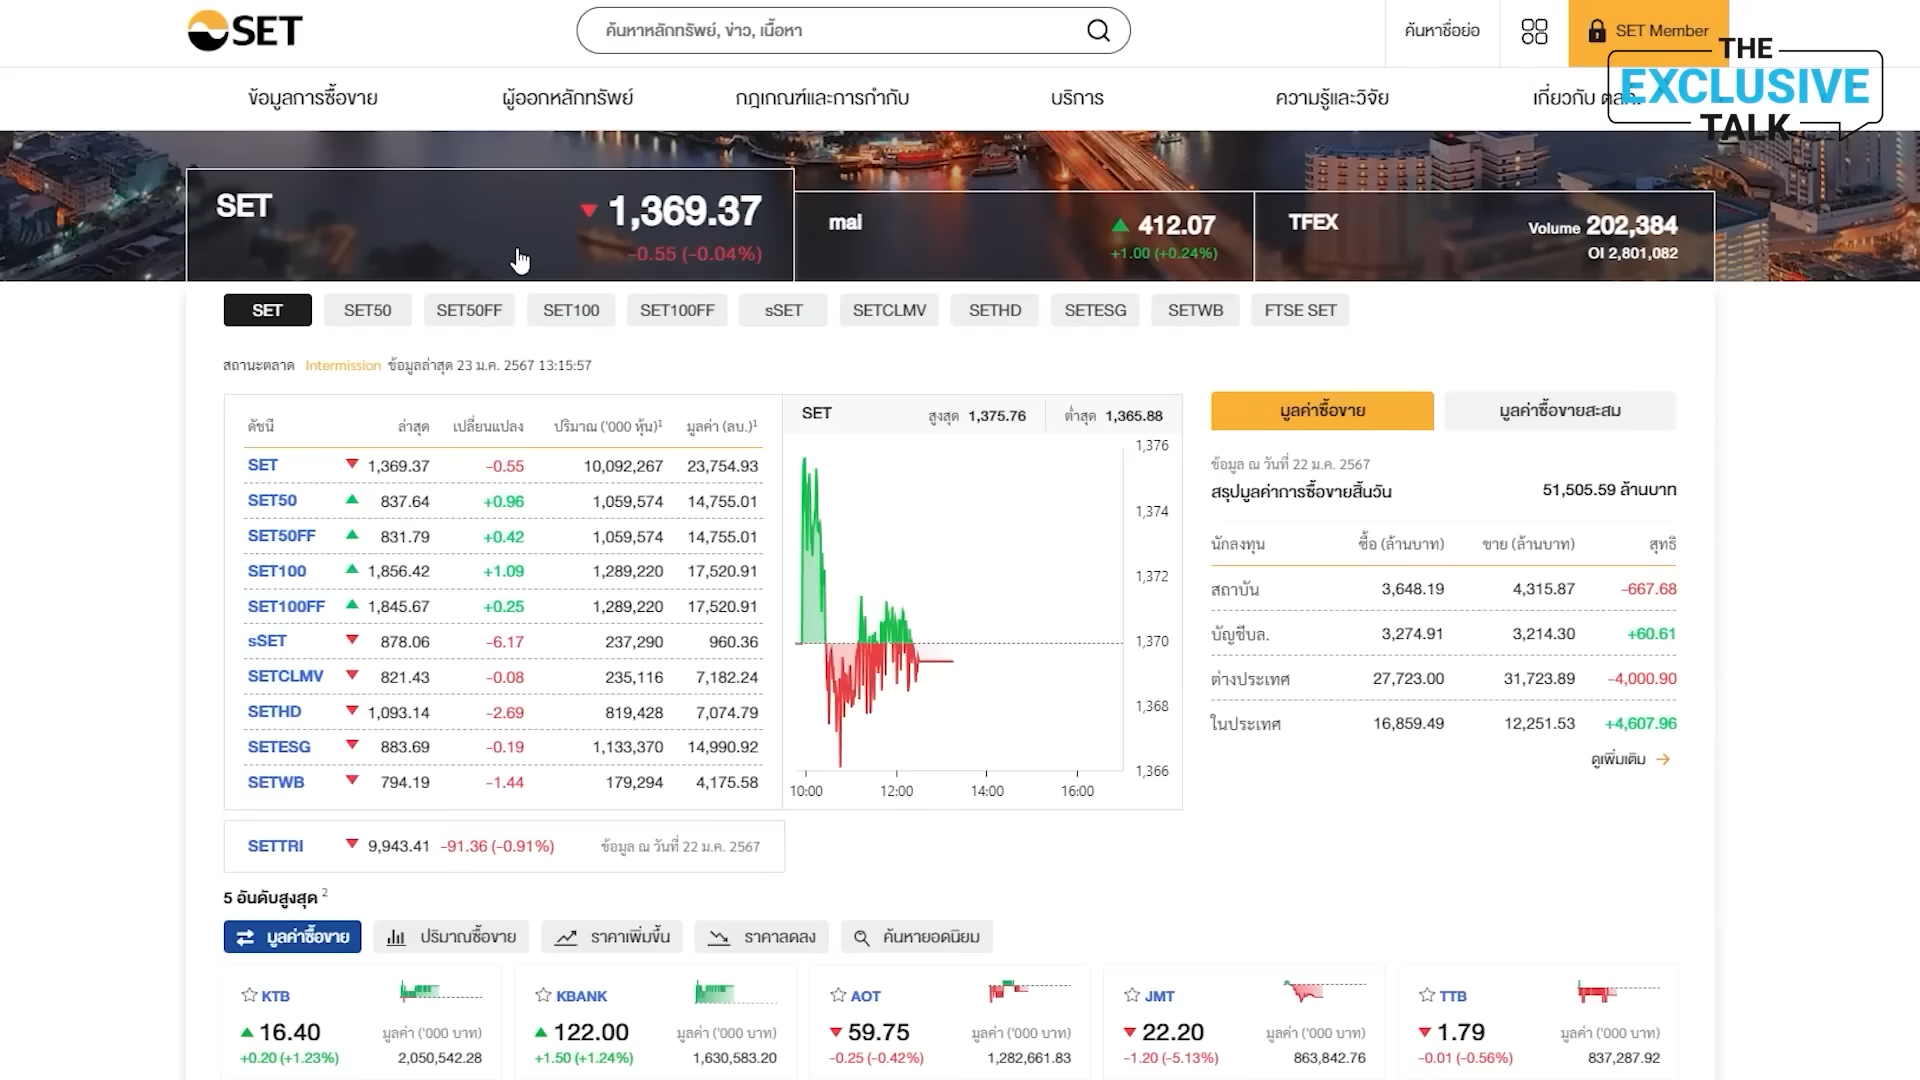 SET
ค้นหาหลักทรัพย์, ข่าว, เนื้อหา
ค้นหาชื่อย่อ
SET Member
THE
EXCLUSIVE
TALK
ข้อมูลการซื้อขาย ผู้ออกหลักทรัพย์ กฎเกณฑ์และการกำกับ บริการ ความรู้และวิจัย เกี่ยวกับ ตลท.
SET 1,369.37
-0.55 (-0.04%)
mai 412.07
+1.00 (+0.24%)
TFEX Volume 202,384
OI 2,801,082
SET SET50 SET50FF SET100 SET100FF sSET SETCLMV SETHD SETESG SETWB FTSE SET
สถานะตลาด Intermission ข้อมูลล่าสุด 23 ม.ค. 2567 13:15:57
ดัชนี ล่าสุด เปลี่ยนแปลง ปริมาณ ('000 หุ้น)¹ มูลค่า (ลบ.)¹
SET 1,369.37 -0.55 10,092,267 23,754.93
SET50 837.64 +0.96 1,059,574 14,755.01
SET50FF 831.79 +0.42 1,059,574 14,755.01
SET100 1,856.42 +1.09 1,289,220 17,520.91
SET100FF 1,845.67 +0.25 1,289,220 17,520.91
sSET 878.06 -6.17 237,290 960.36
SETCLMV 821.43 -0.08 235,116 7,182.24
SETHD 1,093.14 -2.69 819,428 7,074.79
SETESG 883.69 -0.19 1,133,370 14,990.92
SETWB 794.19 -1.44 179,294 4,175.58
SET สูงสุด 1,375.76 ต่ำสุด 1,365.88
1,376
1,374
1,372
1,370
1,368
1,366
10:00 12:00 14:00 16:00
มูลค่าซื้อขาย มูลค่าซื้อขายสะสม
ข้อมูล ณ วันที่ 22 ม.ค. 2567
สรุปมูลค่าการซื้อขายสิ้นวัน 51,505.59 ล้านบาท
นักลงทุน ซื้อ (ล้านบาท) ขาย (ล้านบาท) สุทธิ
สถาบัน 3,648.19 4,315.87 -667.68
บัญชีบล. 3,274.91 3,214.30 +60.61
ต่างประเทศ 27,723.00 31,723.89 -4,000.90
ในประเทศ 16,859.49 12,251.53 +4,607.96
ดูเพิ่มเติม
SETTRI 9,943.41 -91.36 (-0.91%) ข้อมูล ณ วันที่ 22 ม.ค. 2567
5 อันดับสูงสุด ²
มูลค่าซื้อขาย ปริมาณซื้อขาย ราคาเพิ่มขึ้น ราคาลดลง ค้นหายอดนิยม
KTB
16.40 มูลค่า ('000 บาท)
+0.20 (+1.23%) 2,050,542.28
KBANK
122.00 มูลค่า ('000 บาท)
+1.50 (+1.24%) 1,630,583.20
AOT
59.75 มูลค่า ('000 บาท)
-0.25 (-0.42%) 1,282,661.83
JMT
22.20 มูลค่า ('000 บาท)
-1.20 (-5.13%) 863,842.76
TTB
1.79 มูลค่า ('000 บาท)
-0.01 (-0.56%) 837,287.92